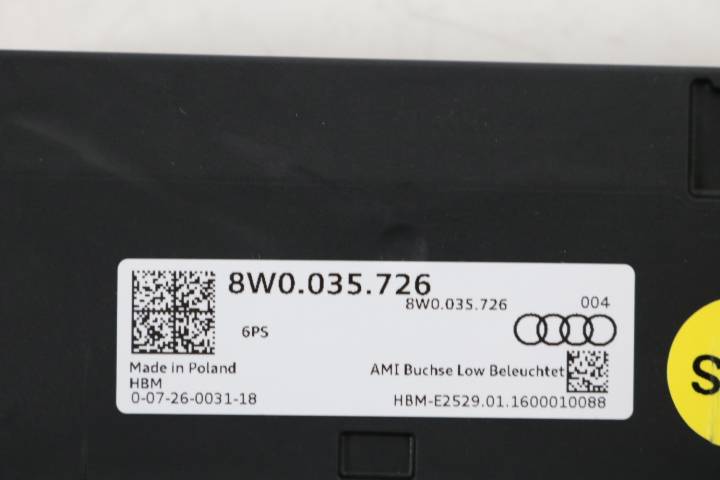 8W0.035.726
8W0.035.726
004
6PS
Made in Poland
AMI Buchse Low Beleuchtet
HBM
0-07-26-0031-18
HBM-E2529.01.1600010088
S